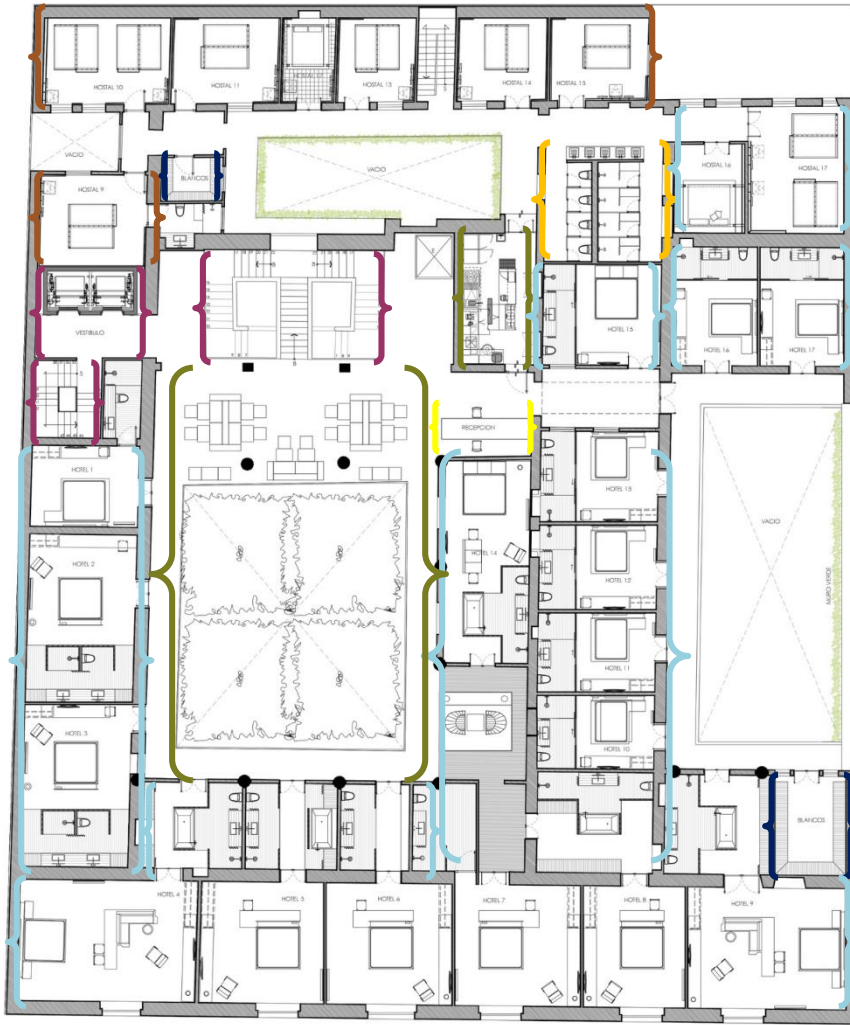 HOSTAL 10
HOSTAL 11
HOSTAL 13
HOSTAL 14
HOSTAL 15
VACIO
BLANCOS
VACIO
HOSTAL 16
HOSTAL 17
HOSTAL 9
VESTIBULO
HOTEL 15
HOTEL 16
HOTEL 17
RECEPCION
HOTEL 1
HOTEL 13
HOTEL 14
HOTEL 2
HOTEL 12
VACIO
MURO VERDE
HOTEL 11
HOTEL 3
HOTEL 10
BLANCOS
HOTEL 4
HOTEL 5
HOTEL 6
HOTEL 7
HOTEL 8
HOTEL 9